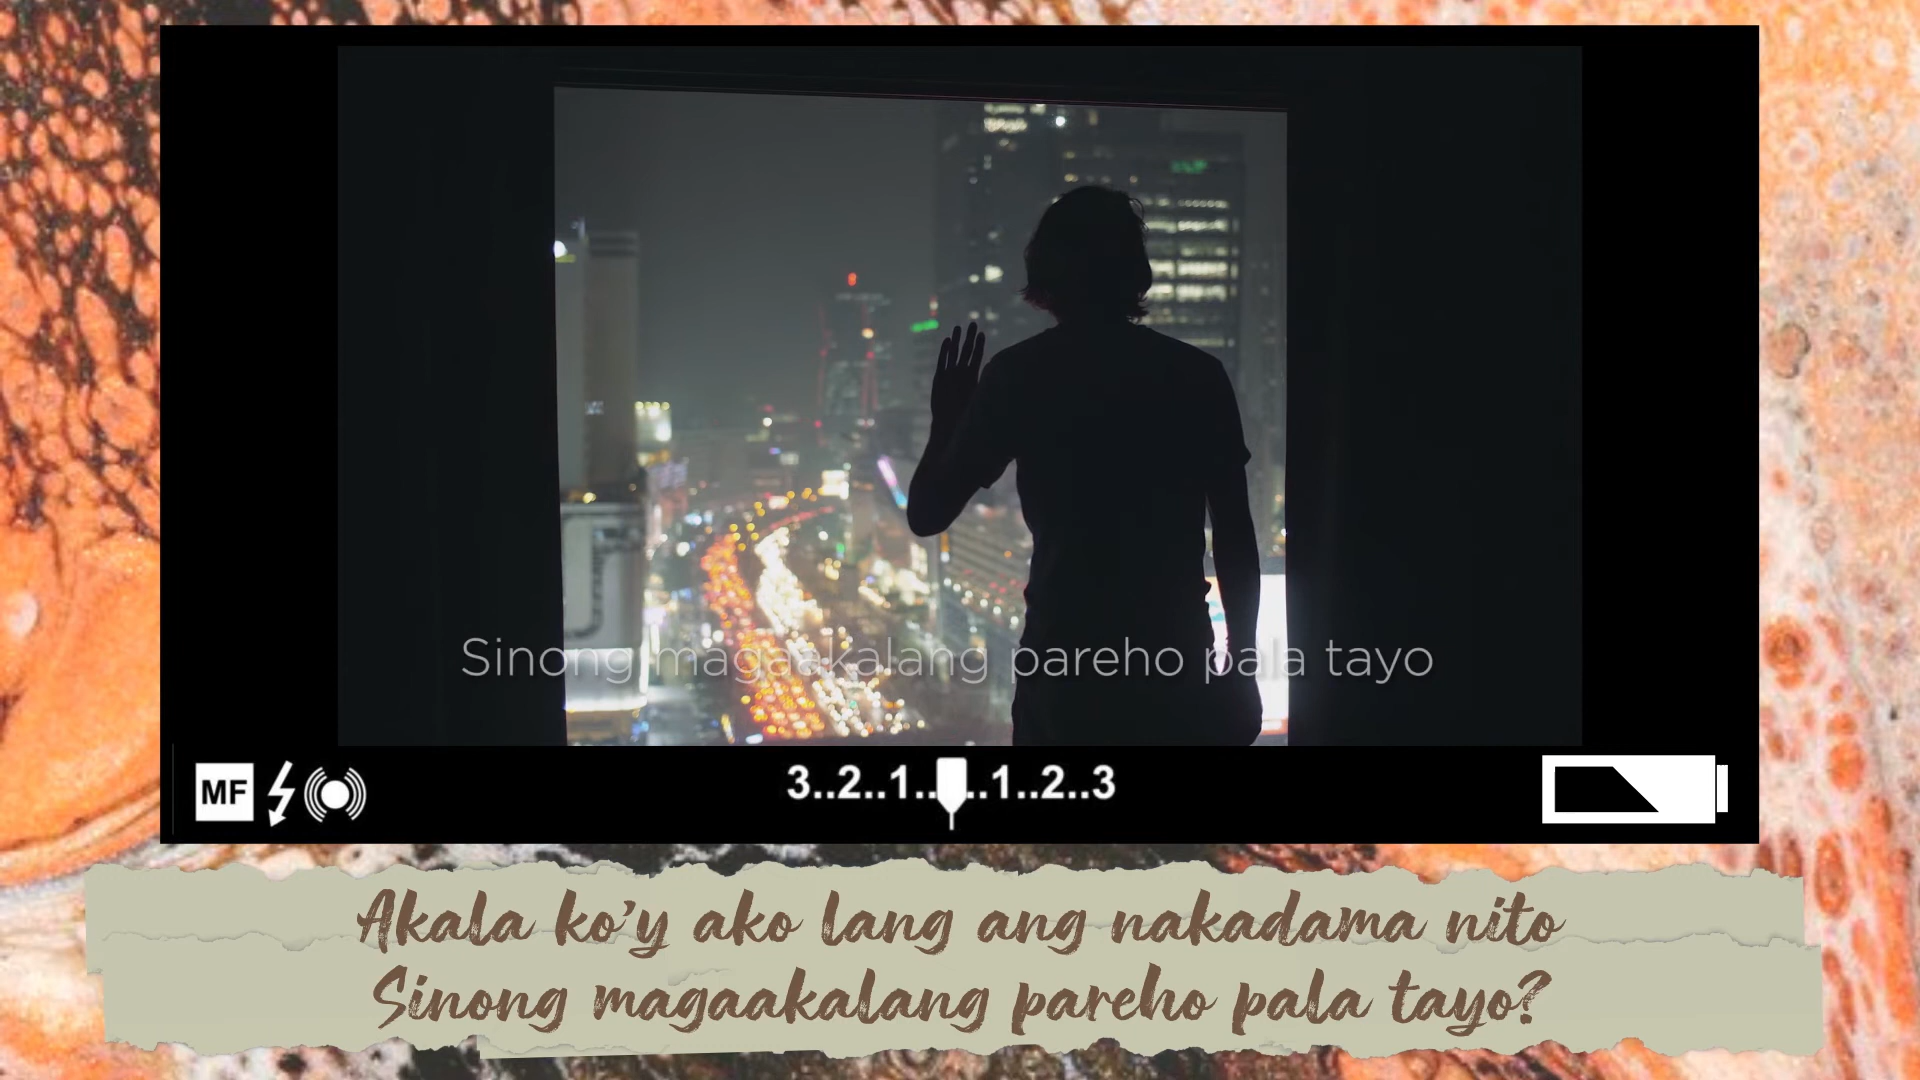 Sinong magaakalang pareho pala tayo
MF 3..2..1....1..2..3
Akala ko'y ako lang ang nakadama nito
Sinong magaakalang pareho pala tayo?